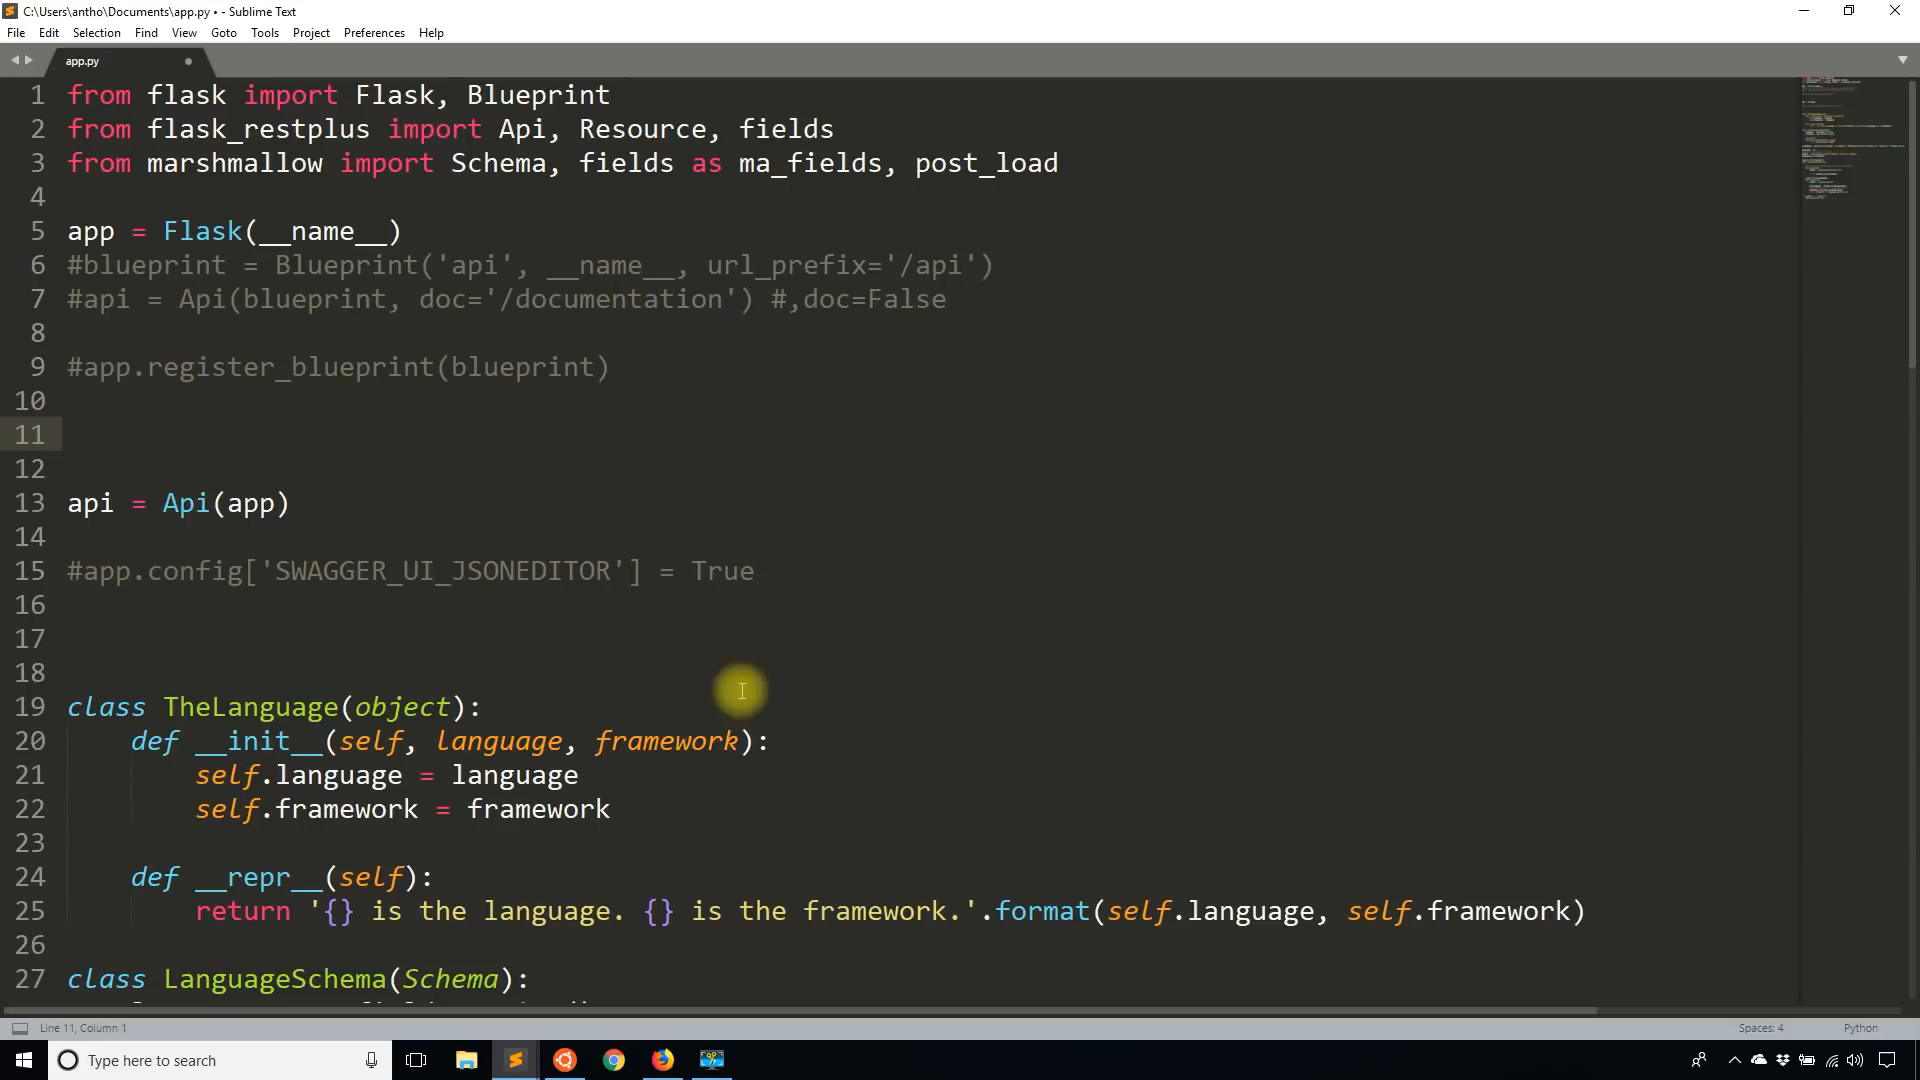 C:\Users\antho\Documents\app.py • - Sublime Text
File Edit Selection Find View Goto Tools Project Preferences Help
app.py
1 from flask import Flask, Blueprint
2 from flask_restplus import Api, Resource, fields
3 from marshmallow import Schema, fields as ma_fields, post_load
4
5 app = Flask(__name__)
6 #blueprint = Blueprint('api', __name__, url_prefix='/api')
7 #api = Api(blueprint, doc='/documentation') #,doc=False
8
9 #app.register_blueprint(blueprint)
10
11
12
13 api = Api(app)
14
15 #app.config['SWAGGER_UI_JSONEDITOR'] = True
16
17
18
19 class TheLanguage(object):
20 def __init__(self, language, framework):
21 self.language = language
22 self.framework = framework
23
24 def __repr__(self):
25 return '{} is the language. {} is the framework.'.format(self.language, self.framework)
26
27 class LanguageSchema(Schema):
Line 11, Column 1 Spaces: 4 Python
Type here to search